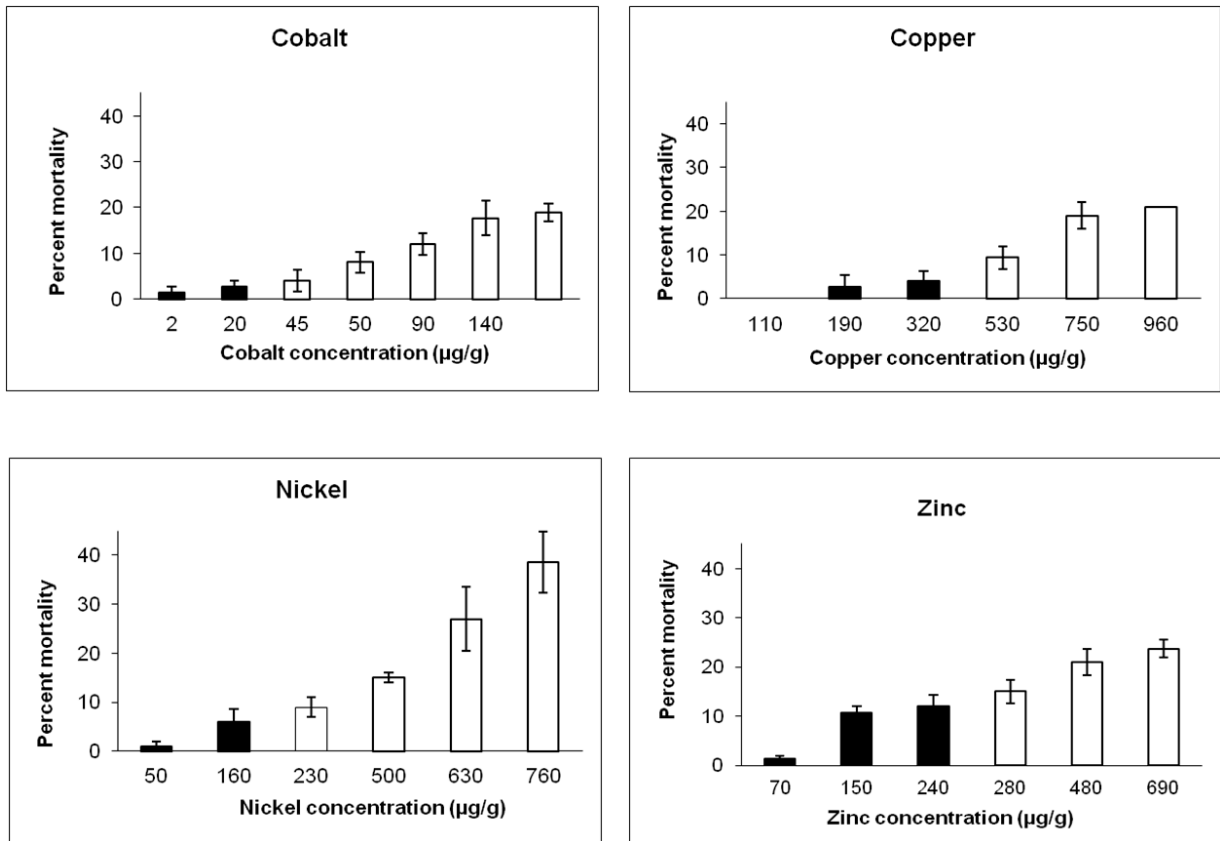 Cobalt
Percent mortality
40
30
20
10
0
2 20 45 50 90 140
Cobalt concentration (µg/g)
Copper
Percent mortality
40
30
20
10
0
110 190 320 530 750 960
Copper concentration (µg/g)
Nickel
Percent mortality
40
30
20
10
0
50 160 230 500 630 760
Nickel concentration (µg/g)
Zinc
Percent mortality
40
30
20
10
0
70 150 240 280 480 690
Zinc concentration (µg/g)